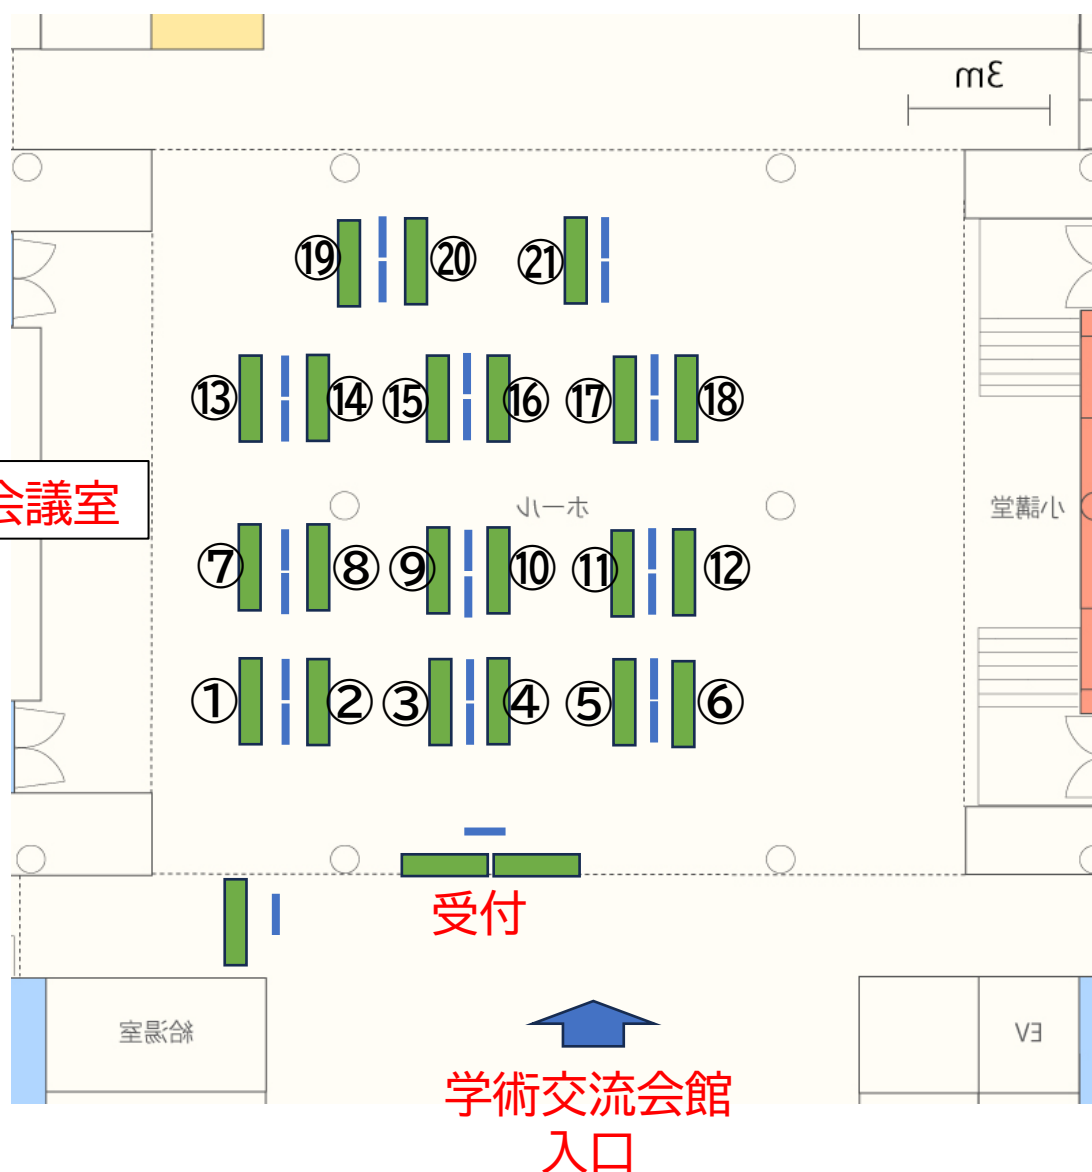 3m
⑲ ⑳ ㉑
⑬ ⑭ ⑮ ⑯ ⑰ ⑱
会議室
ホール
小講堂
⑦ ⑧ ⑨ ⑩ ⑪ ⑫
① ② ③ ④ ⑤ ⑥
受付
給湯室
EV
学術交流会館
入口